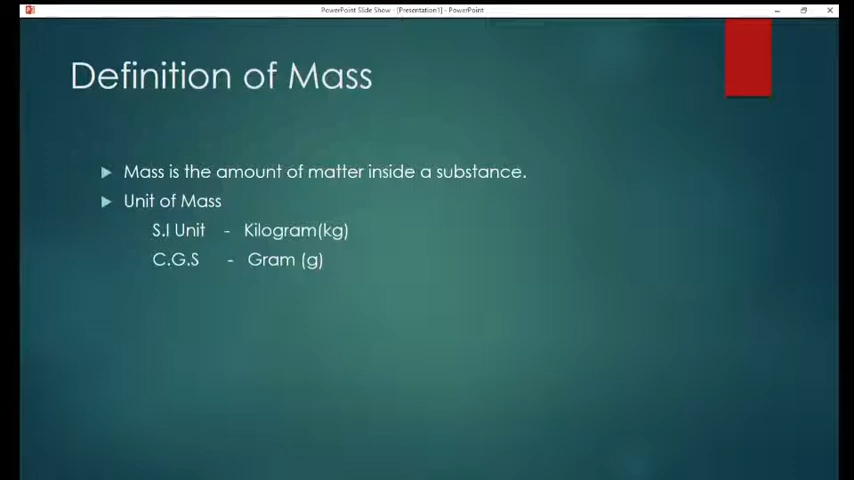 PowerPoint Slide Show - [Presentation1] - PowerPoint
Definition of Mass
Mass is the amount of matter inside a substance.
Unit of Mass
S.I Unit - Kilogram(kg)
C.G.S - Gram (g)